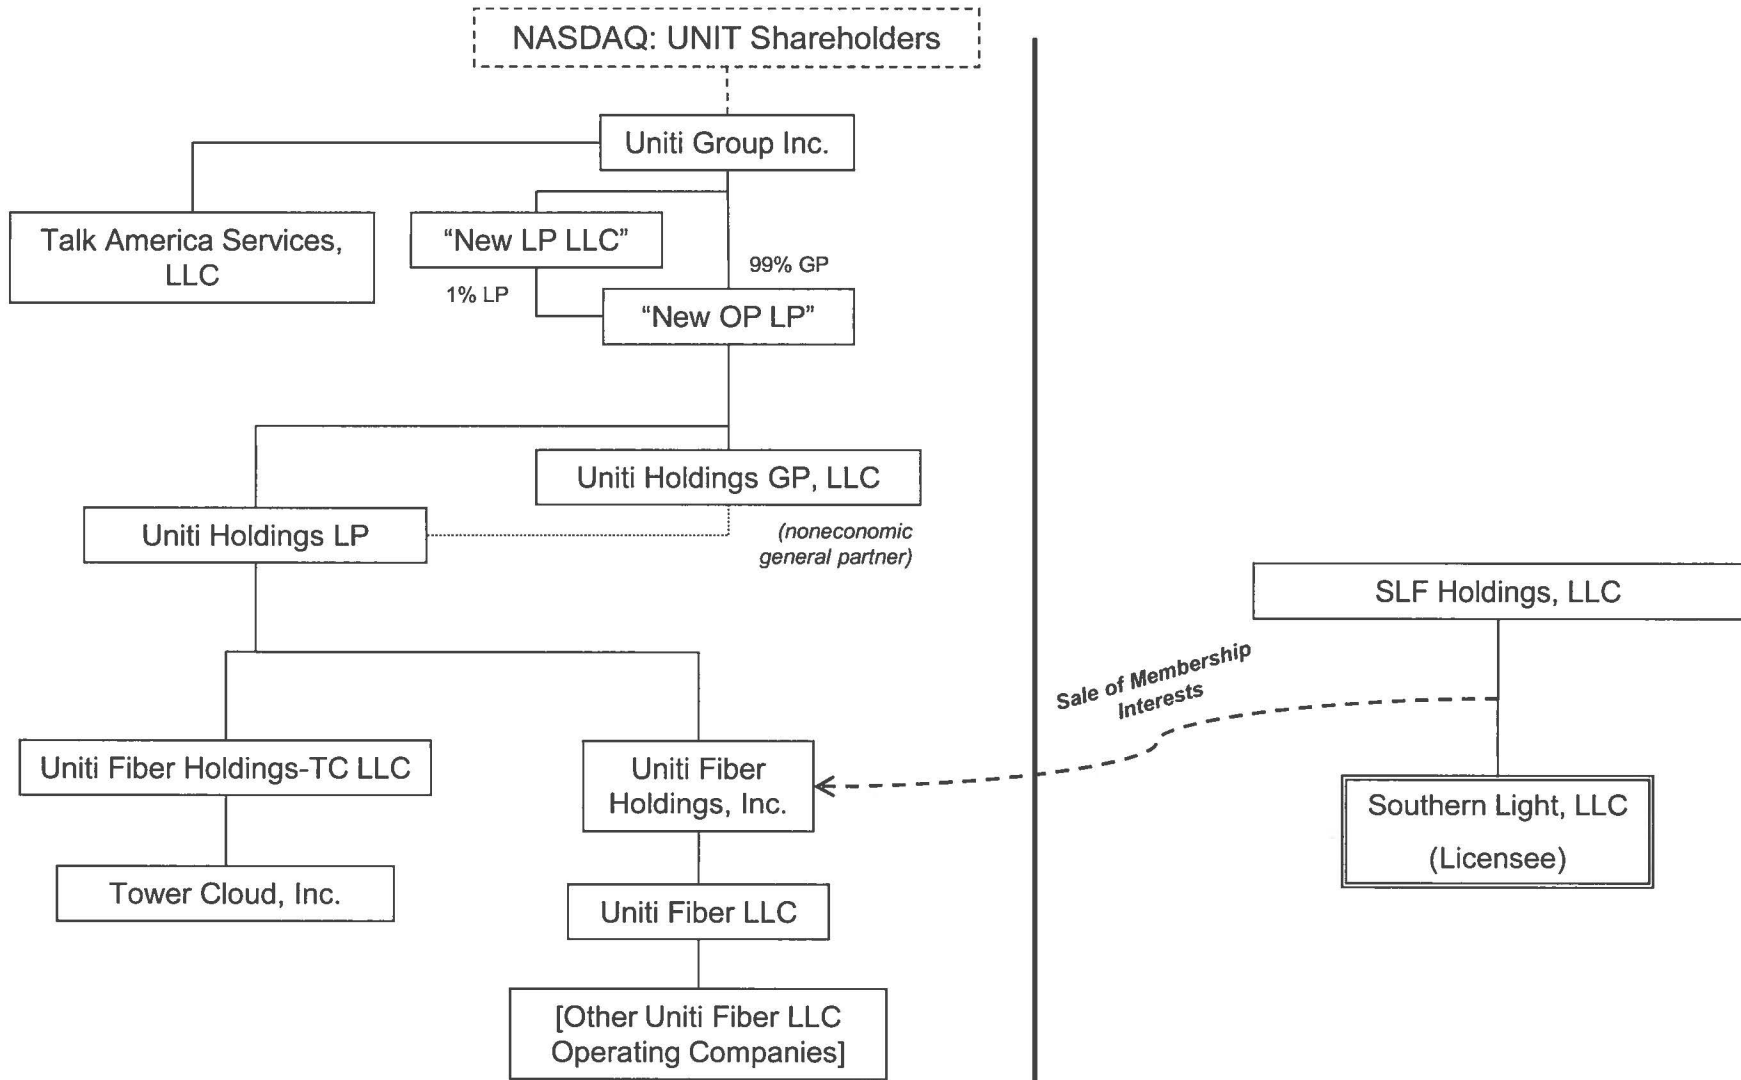 NASDAQ: UNIT Shareholders
Uniti Group Inc.
Talk America Services,
LLC
“New LP LLC”
99% GP
1% LP
“New OP LP”
Uniti Holdings GP, LLC
Uniti Holdings LP
(noneconomic
general partner)
SLF Holdings, LLC
Sale of Membership
Interests
Uniti Fiber Holdings-TC LLC
Uniti Fiber
Holdings, Inc.
Southern Light, LLC
(Licensee)
Tower Cloud, Inc.
Uniti Fiber LLC
[Other Uniti Fiber LLC
Operating Companies]